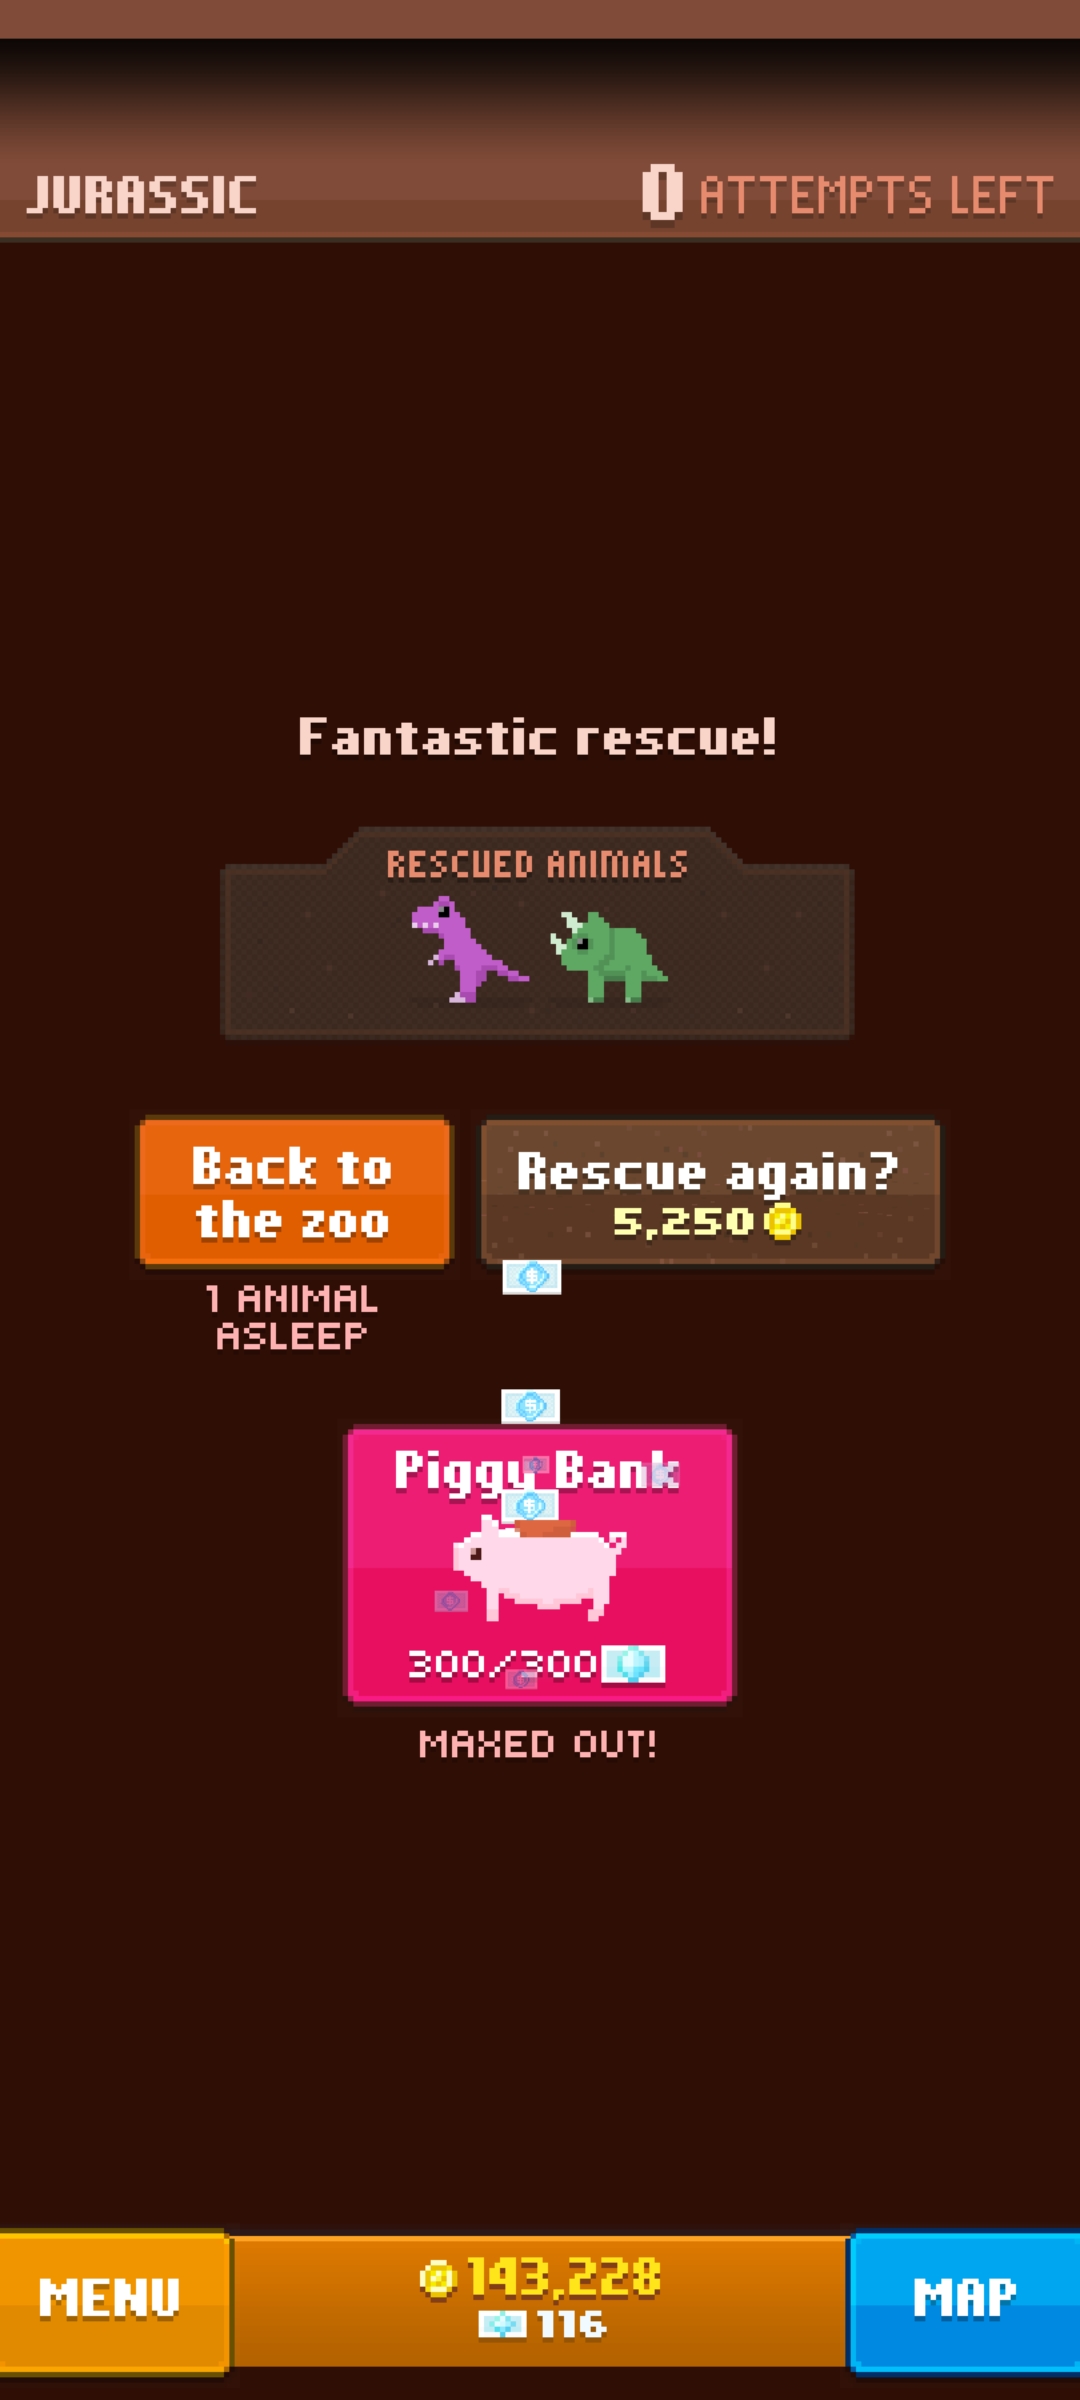 JURASSIC
0 ATTEMPTS LEFT
Fantastic rescue!
RESCUED ANIMALS
Back to
the zoo
Rescue again?
5,250
1 ANIMAL
ASLEEP
Piggy Bank
300/300
MAXED OUT!
MENU
143,228
116
MAP